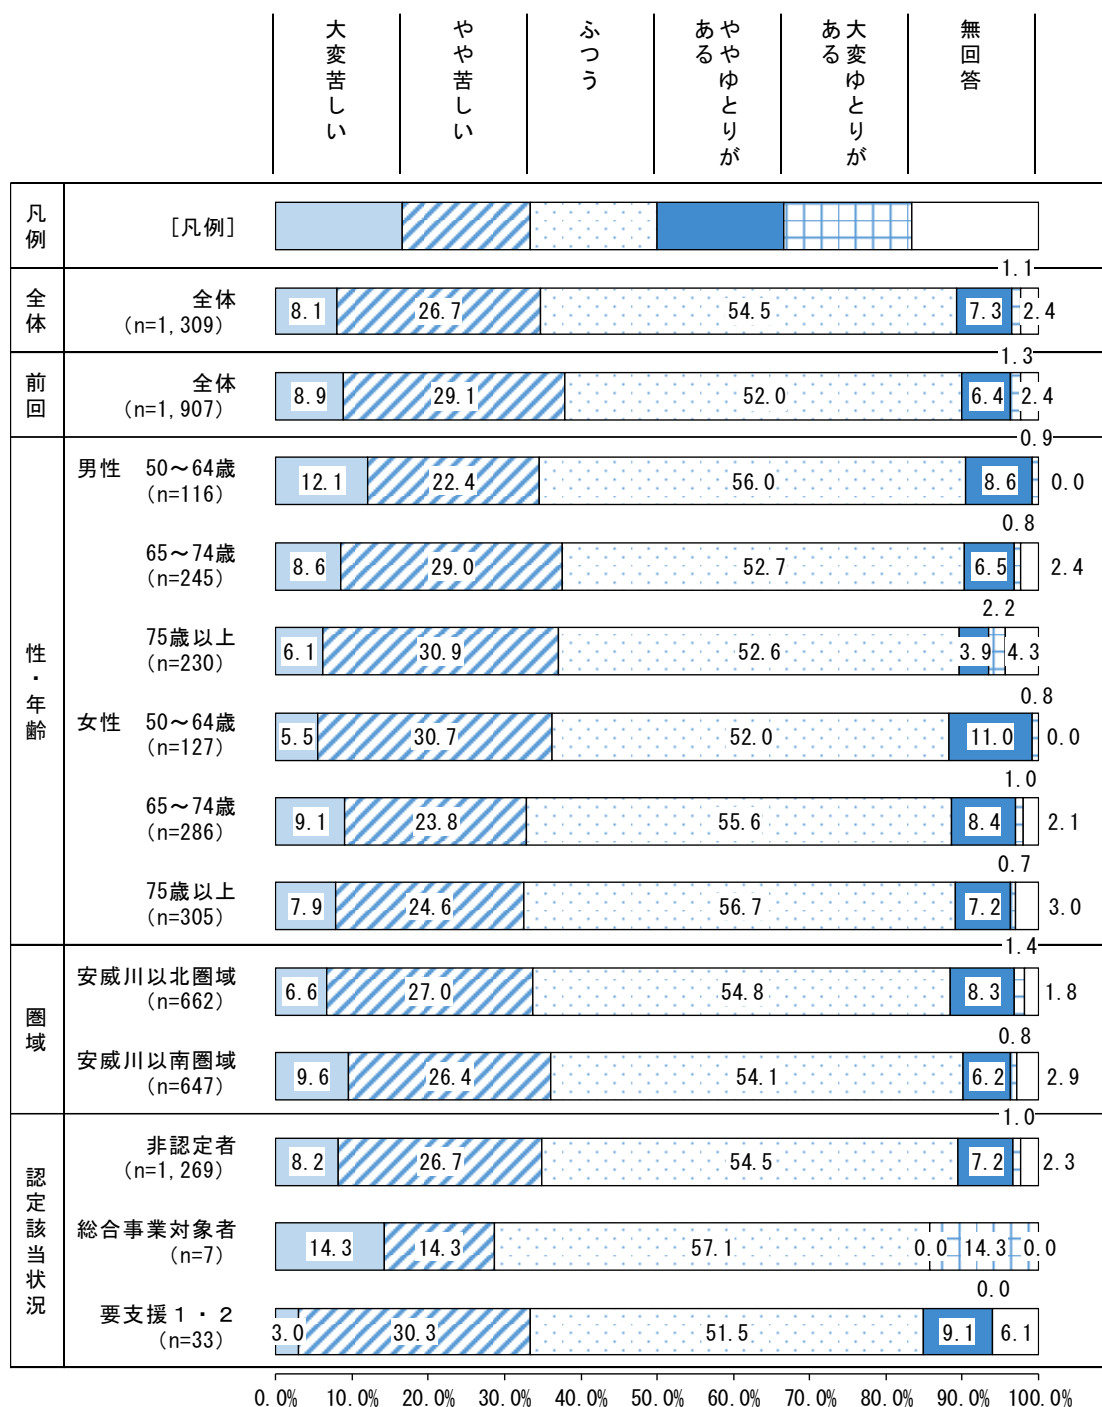 大変苦しい
やや苦しい
ふつう
ややゆとりが
ある
大変ゆとりが
ある
無回答
凡例
［凡例］
1.1
全体
全体
(n=1,309)
8.1 26.7 54.5 7.3 2.4
1.3
前回
全体
(n=1,907)
8.9 29.1 52.0 6.4 2.4
0.9
性・年齢
男性 50～64歳
(n=116)
12.1 22.4 56.0 8.6 0.0
0.8
65～74歳
(n=245)
8.6 29.0 52.7 6.5 2.4
2.2
75歳以上
(n=230)
6.1 30.9 52.6 3.9 4.3
0.8
女性 50～64歳
(n=127)
5.5 30.7 52.0 11.0 0.0
1.0
65～74歳
(n=286)
9.1 23.8 55.6 8.4 2.1
0.7
75歳以上
(n=305)
7.9 24.6 56.7 7.2 3.0
1.4
圏域
安威川以北圏域
(n=662)
6.6 27.0 54.8 8.3 1.8
0.8
安威川以南圏域
(n=647)
9.6 26.4 54.1 6.2 2.9
1.0
認定該当状況
非認定者
(n=1,269)
8.2 26.7 54.5 7.2 2.3
総合事業対象者
(n=7)
14.3 14.3 57.1 0.0 14.3 0.0
0.0
要支援１・２
(n=33)
3.0 30.3 51.5 9.1 6.1
0.0% 10.0% 20.0% 30.0% 40.0% 50.0% 60.0% 70.0% 80.0% 90.0% 100.0%